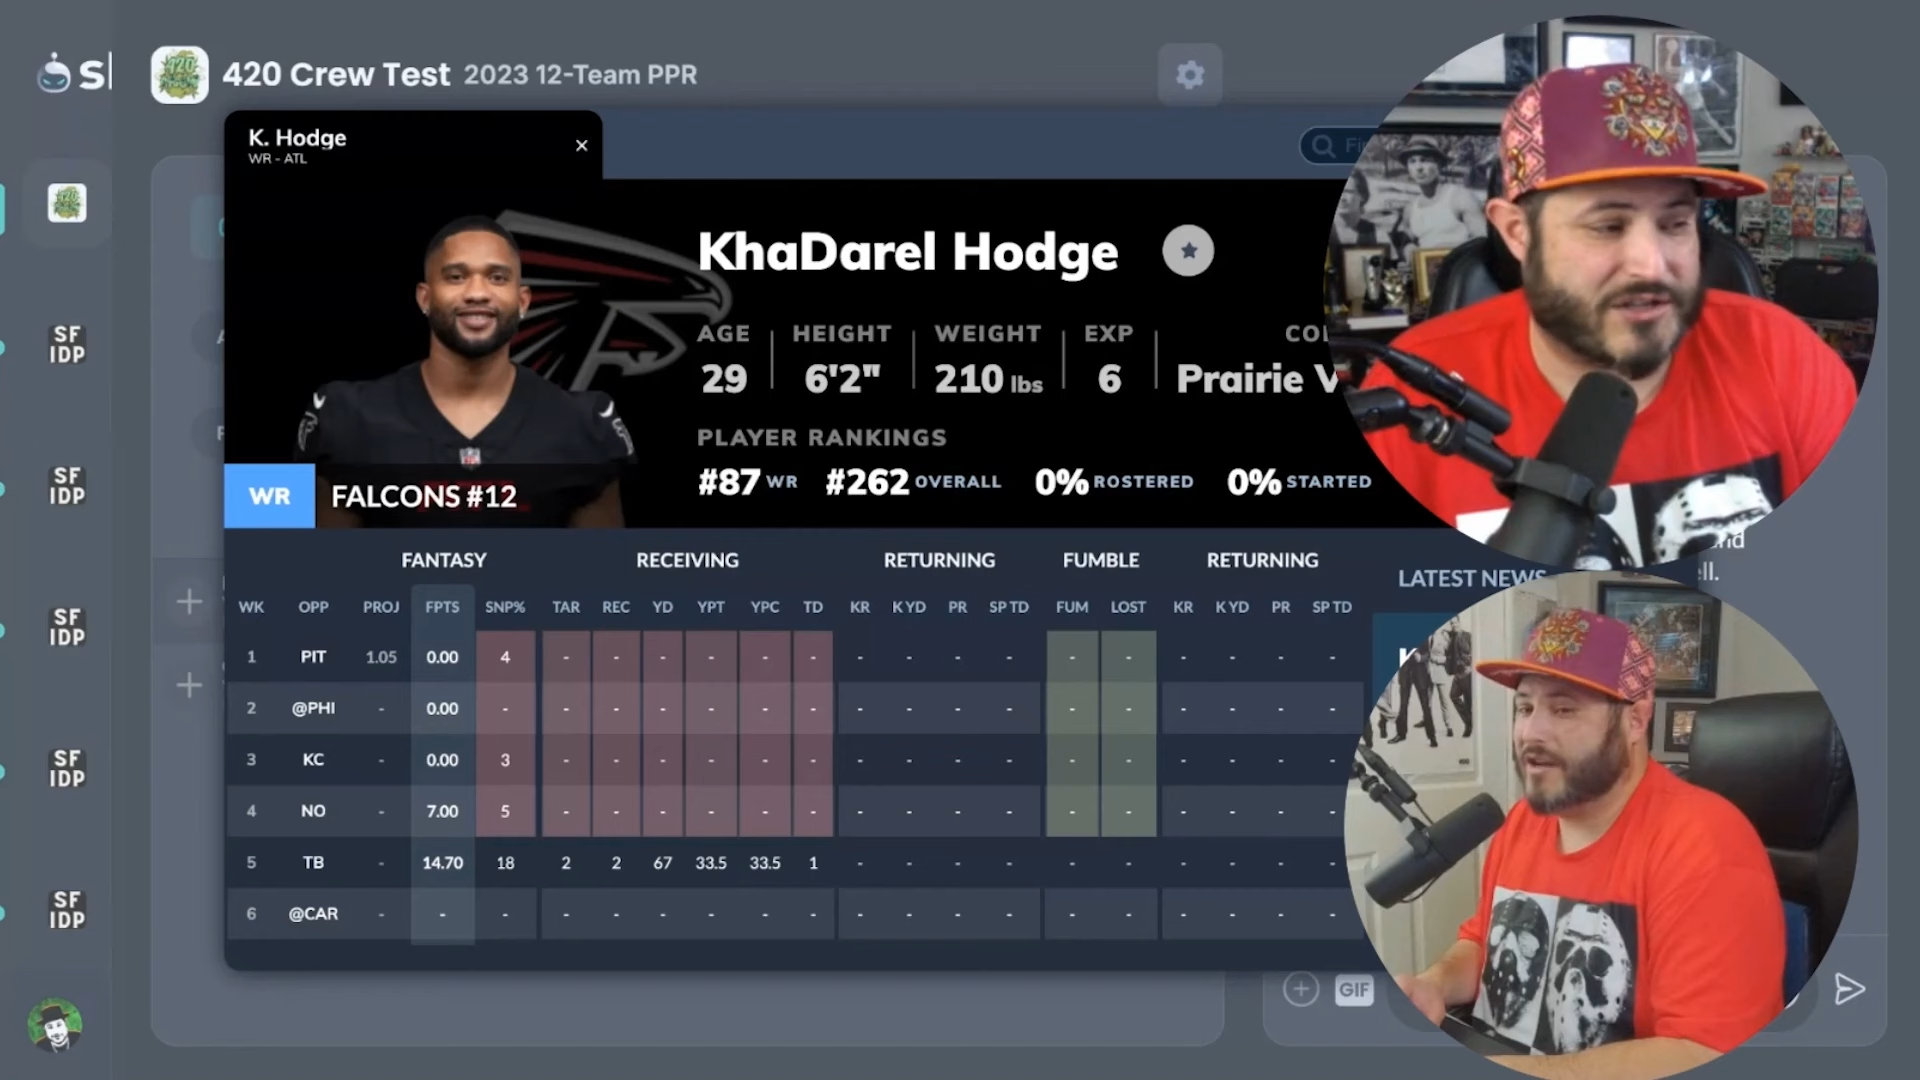 Sl
420 Crew Test 2023 12-Team PPR
K. Hodge
WR - ATL
×
KhaDarel Hodge
AGE HEIGHT WEIGHT EXP
29 6'2" 210 lbs 6 Prairie V
PLAYER RANKINGS
#87 WR #262 OVERALL 0% ROSTERED 0% STARTED
WR FALCONS #12
FANTASY RECEIVING RETURNING FUMBLE RETURNING
LATEST NEWS
WK OPP PROJ FPTS SNP% TAR REC YD YPT YPC TD KR KYD PR SP TD FUM LOST KR KYD PR SP TD
1 PIT 1.05 0.00 4 - - - - - - - - - - - - - - - -
2 @PHI - 0.00 - - - - - - - - - - - - - - - - -
3 KC - 0.00 3 - - - - - - - - - - - - - - - -
4 NO - 7.00 5 - - - - - - - - - - - - - - - -
5 TB - 14.70 18 2 2 67 33.5 33.5 1 - - - - - - - - - -
6 @CAR - - - - - - - - - - - - - - - - - - -
SF
IDP
SF
IDP
SF
IDP
SF
IDP
SF
IDP
GIF